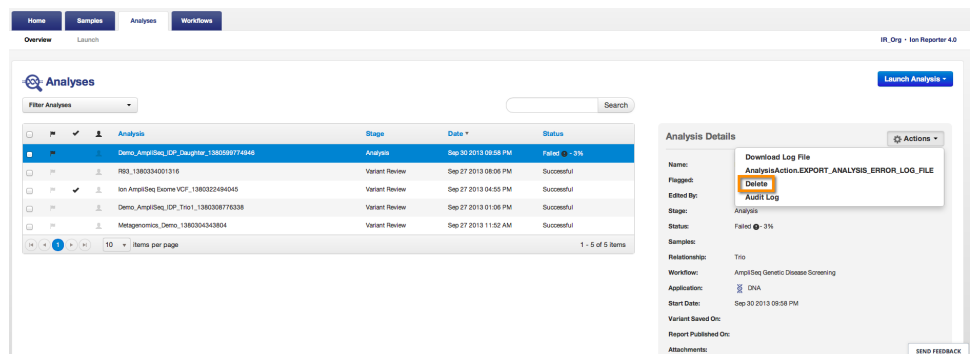 Home Samples Analyses Workflows
Overview Launch IR_Org • Ion Reporter 4.0
Analyses
Launch Analysis
Filter Analyses
Search
Analysis Stage Date Status
Demo_AmpliSeq_IDP_Daughter_1380599774946 Analysis Sep 30 2013 09:58 PM Failed - 3%
R93_1380334001316 Variant Review Sep 27 2013 08:06 PM Successful
Ion AmpliSeq Exome VCF_1380322494045 Variant Review Sep 27 2013 04:55 PM Successful
Demo_AmpliSeq_IDP_Trio1_1380308776338 Variant Review Sep 27 2013 01:06 PM Successful
Metagenomics_Demo_1380304343804 Variant Review Sep 27 2013 11:52 AM Successful
1 10 items per page 1 - 5 of 5 items
Analysis Details
Actions
Download Log File
AnalysisAction.EXPORT_ANALYSIS_ERROR_LOG_FILE
Delete
Audit Log
Name:
Flagged:
Edited By:
Stage: Analysis
Status: Failed - 3%
Samples:
Relationship: Trio
Workflow: AmpliSeq Genetic Disease Screening
Application: DNA
Start Date: Sep 30 2013 09:58 PM
Variant Saved On:
Report Published On:
Attachments:
SEND FEEDBACK